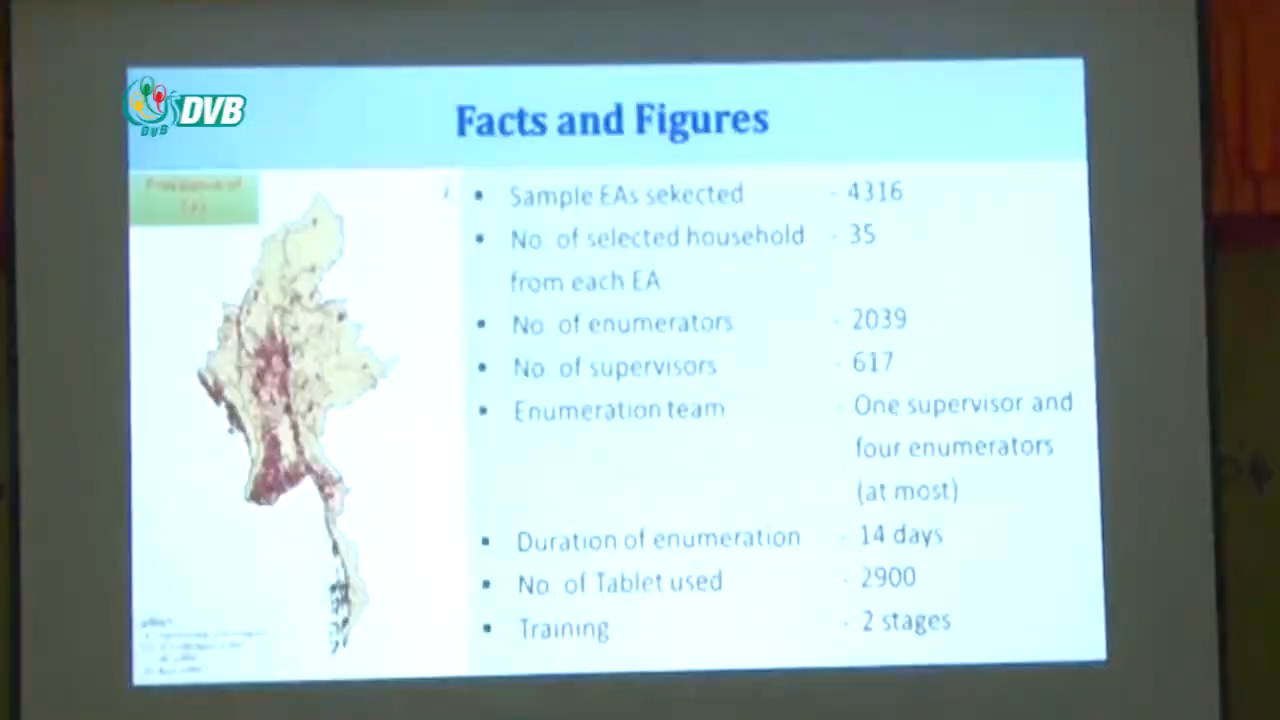 DVB
DVB
Facts and Figures
• Sample EAs sekected - 4316
• No. of selected household - 35
from each EA
• No. of enumerators - 2039
• No. of supervisors - 617
• Enumeration team - One supervisor and
four enumerators
(at most)
• Duration of enumeration - 14 days
• No. of Tablet used - 2900
• Training - 2 stages